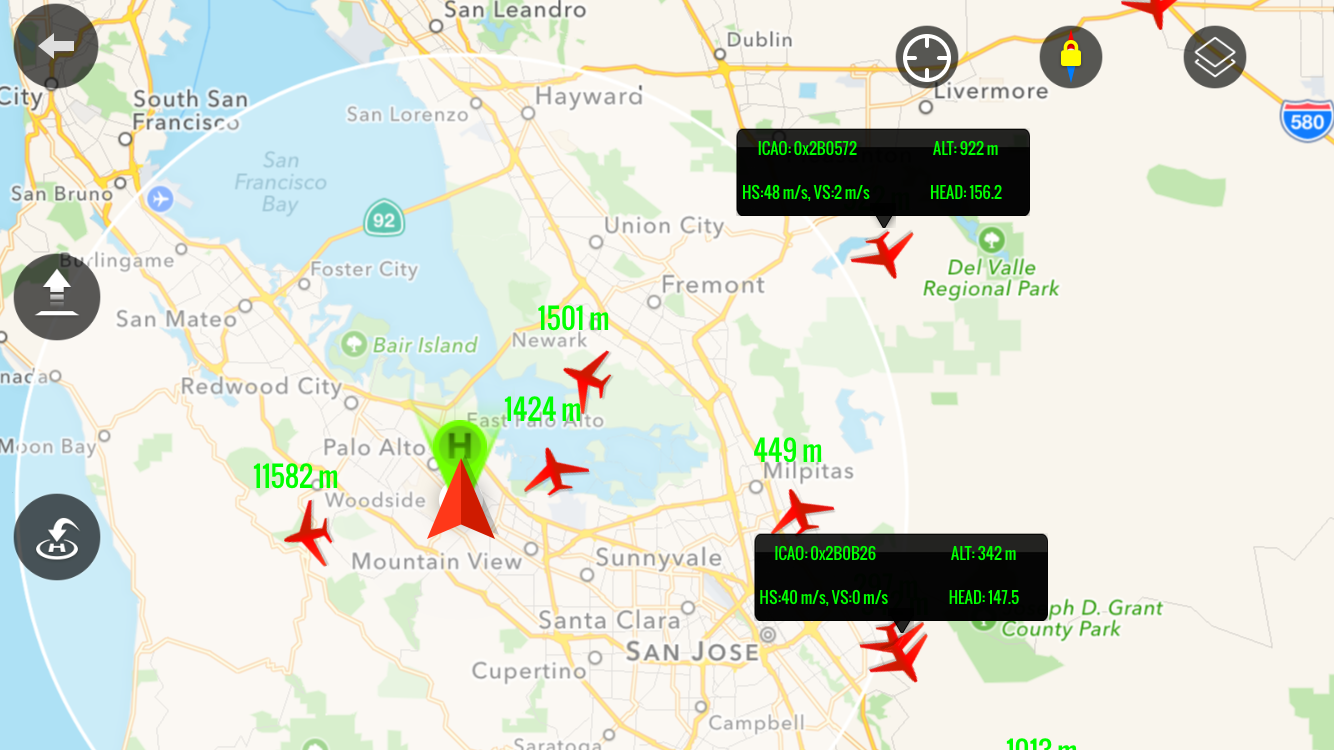 San Leandro
Dublin
City
South San
Francisco
Hayward
Livermore
San Lorenzo
580
San
Francisco
Bay
San Bruno
ICAO: 0x2B0572 ALT: 922 m
HS:48 m/s, VS:2 m/s HEAD: 156.2
92
Union City
Burlingame
Foster City
Fremont
Del Valle
Regional Park
San Mateo
1501 m
Newark
Bair Island
Redwood City
1424 m
East Palo Alto
H
Moon Bay
Palo Alto
449 m
Milpitas
11582 m
Woodside
Mountain View
Sunnyvale
ICAO: 0x2B0B26 ALT: 342 m
HS:40 m/s, VS:0 m/s HEAD: 147.5
Santa Clara
ph D. Grant
County Park
SAN JOSE
Cupertino
Campbell
Saratoga
1013 m